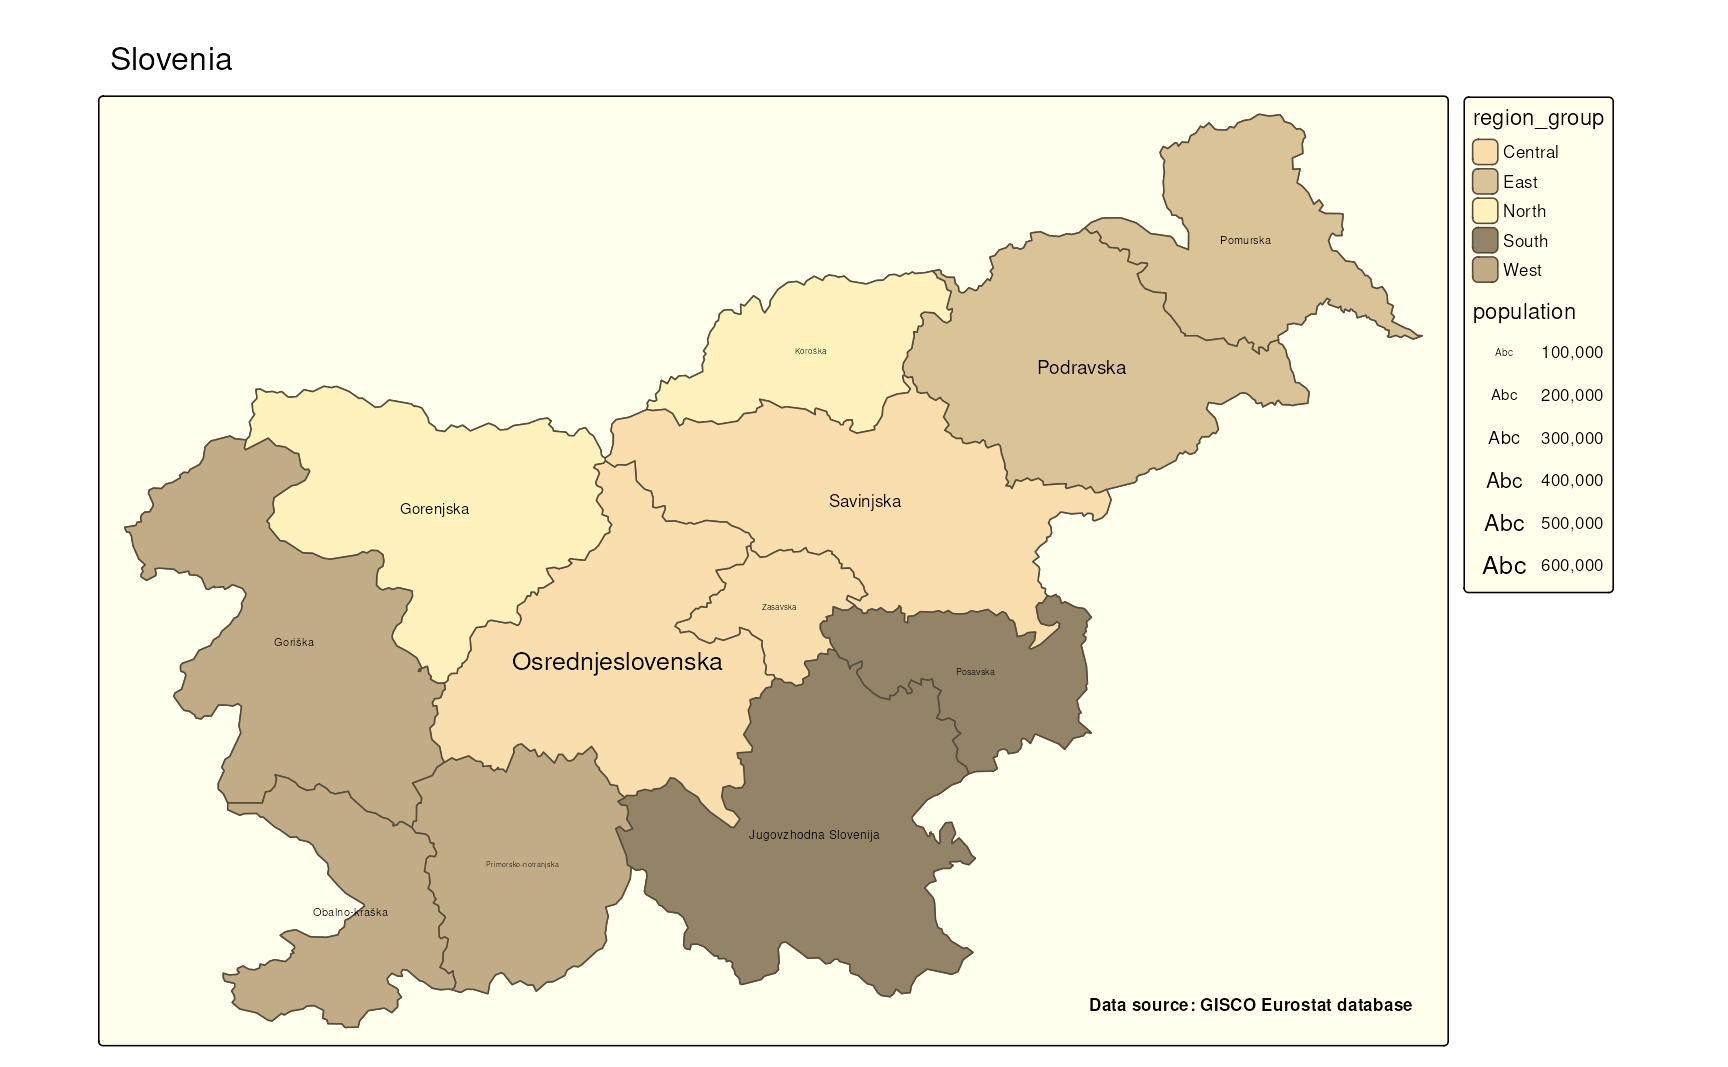 Slovenia
region_group
Central
East
North
South
West
population
Abc 100,000
Abc 200,000
Abc 300,000
Abc 400,000
Abc 500,000
Abc 600,000
Pomurska
Koroška
Podravska
Savinjska
Gorenjska
Zasavska
Goriška
Osrednjeslovenska
Posavska
Jugovzhodna Slovenija
Primorsko-notranjska
Obalno-kraška
Data source: GISCO Eurostat database